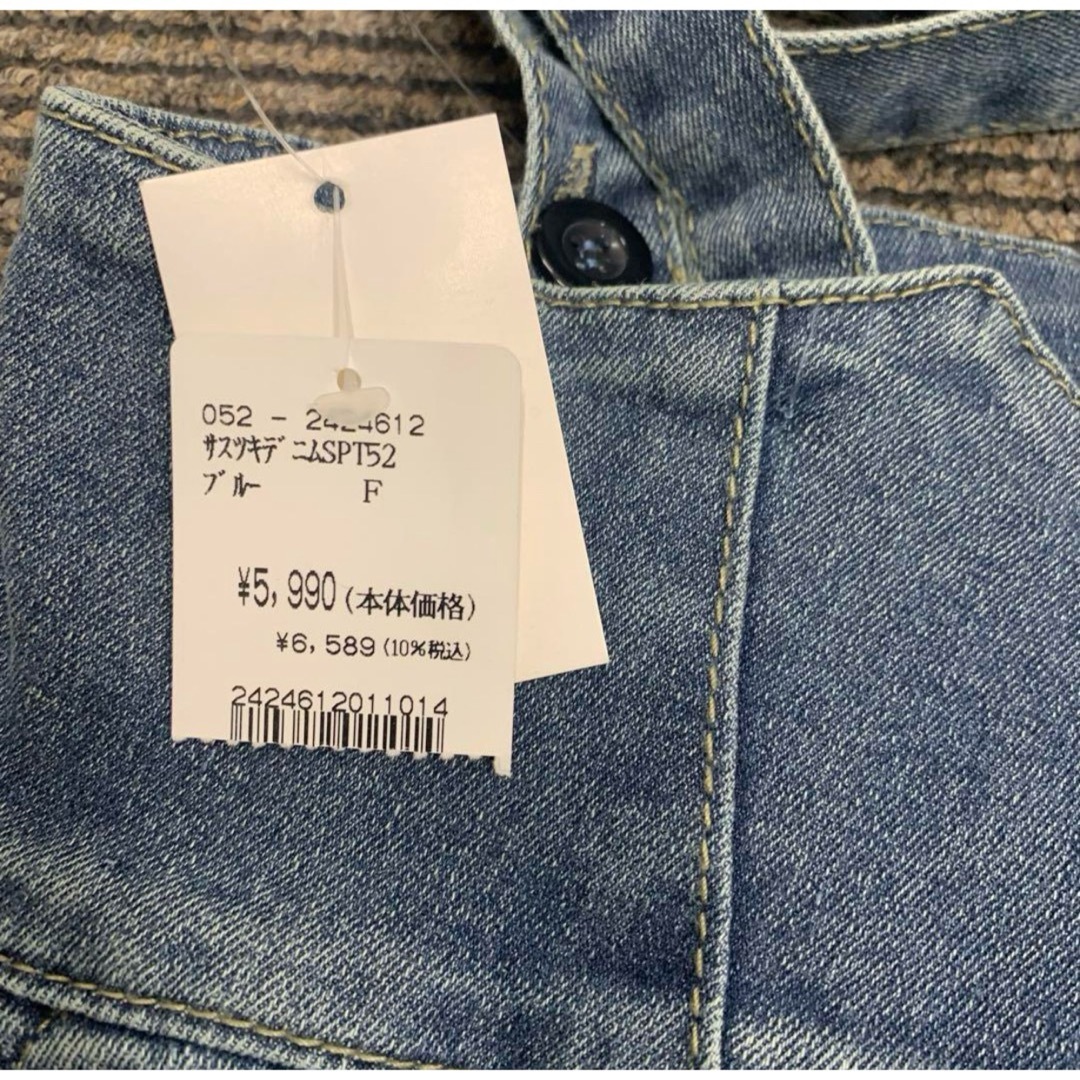 052 - 2424612
ｻｽﾂｷﾃﾞﾆﾑSPT52
ﾌﾞﾙｰ F
¥5,990(本体価格)
¥6,589(10%税込)
2424612011014